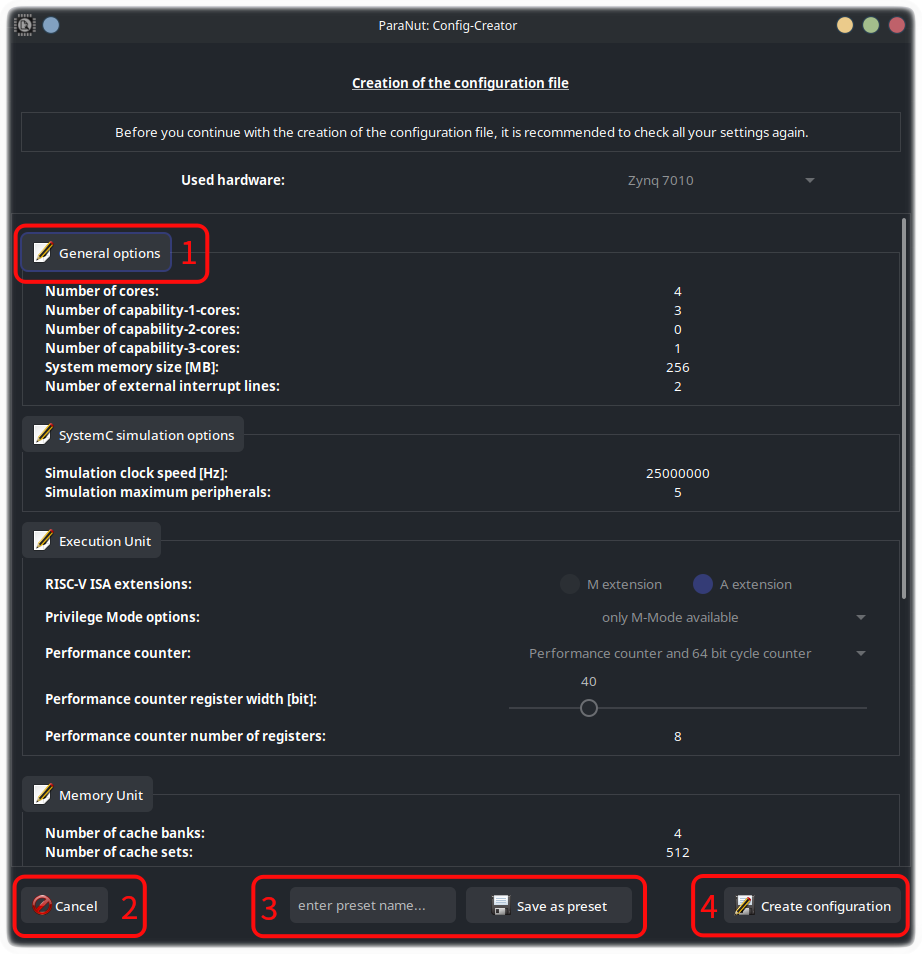 ParaNut: Config-Creator
Creation of the configuration file
Before you continue with the creation of the configuration file, it is recommended to check all your settings again.
Used hardware: Zynq 7010
General options 1
Number of cores: 4
Number of capability-1-cores: 3
Number of capability-2-cores: 0
Number of capability-3-cores: 1
System memory size [MB]: 256
Number of external interrupt lines: 2
SystemC simulation options
Simulation clock speed [Hz]: 25000000
Simulation maximum peripherals: 5
Execution Unit
RISC-V ISA extensions: M extension A extension
Privilege Mode options: only M-Mode available
Performance counter: Performance counter and 64 bit cycle counter
40
Performance counter register width [bit]:
Performance counter number of registers: 8
Memory Unit
Number of cache banks: 4
Number of cache sets: 512
Cancel 2 3 enter preset name... Save as preset 4 Create configuration